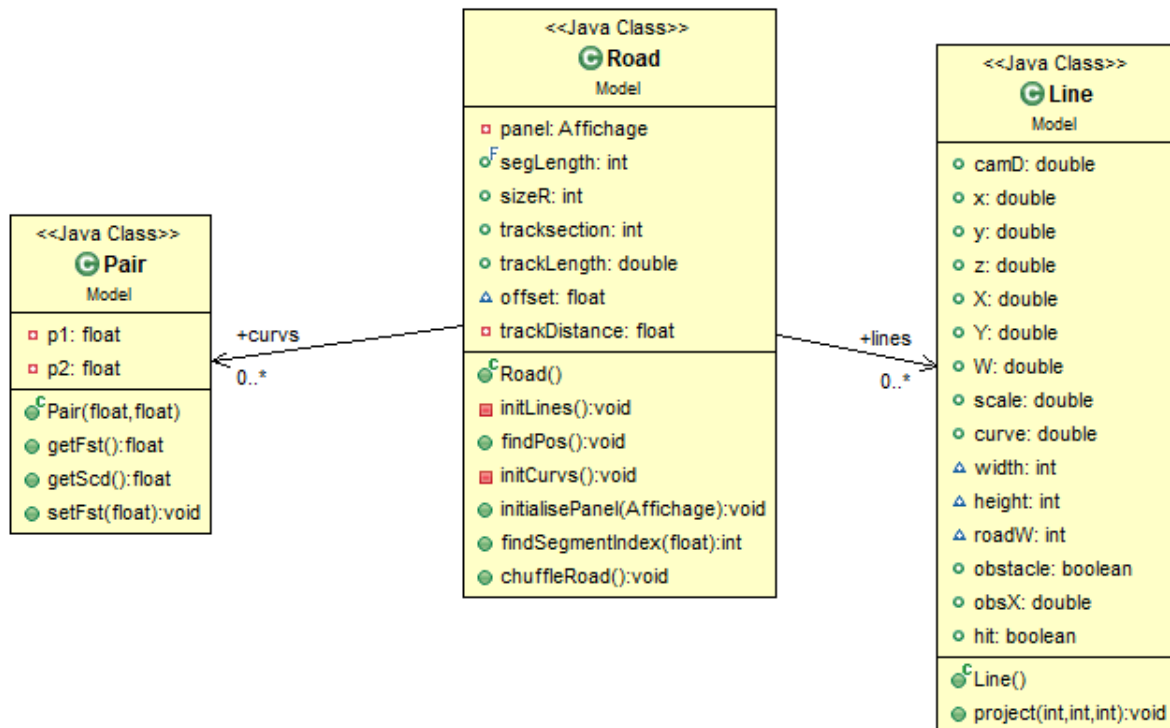 <<Java Class>>
C Pair
Model
p1: float
p2: float
C Pair(float,float)
getFst():float
getScd():float
setFst(float):void
+curvs
0..*
<<Java Class>>
C Road
Model
panel: Affichage
F segLength: int
sizeR: int
tracksection: int
trackLength: double
offset: float
trackDistance: float
C Road()
initLines():void
findPos():void
initCurvs():void
initialisePanel(Affichage):void
findSegmentIndex(float):int
chuffleRoad():void
+lines
0..*
<<Java Class>>
C Line
Model
camD: double
x: double
y: double
z: double
X: double
Y: double
W: double
scale: double
curve: double
width: int
height: int
roadW: int
obstacle: boolean
obsX: double
hit: boolean
C Line()
project(int,int,int):void